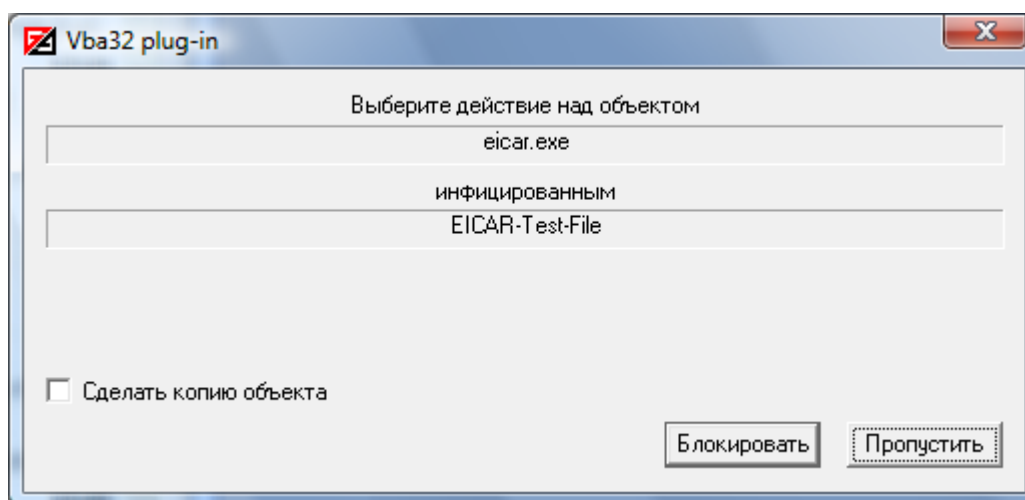 Vba32 plug-in
Выберите действие над объектом
eicar.exe
инфицированным
EICAR-Test-File
Сделать копию объекта
Блокировать Пропустить